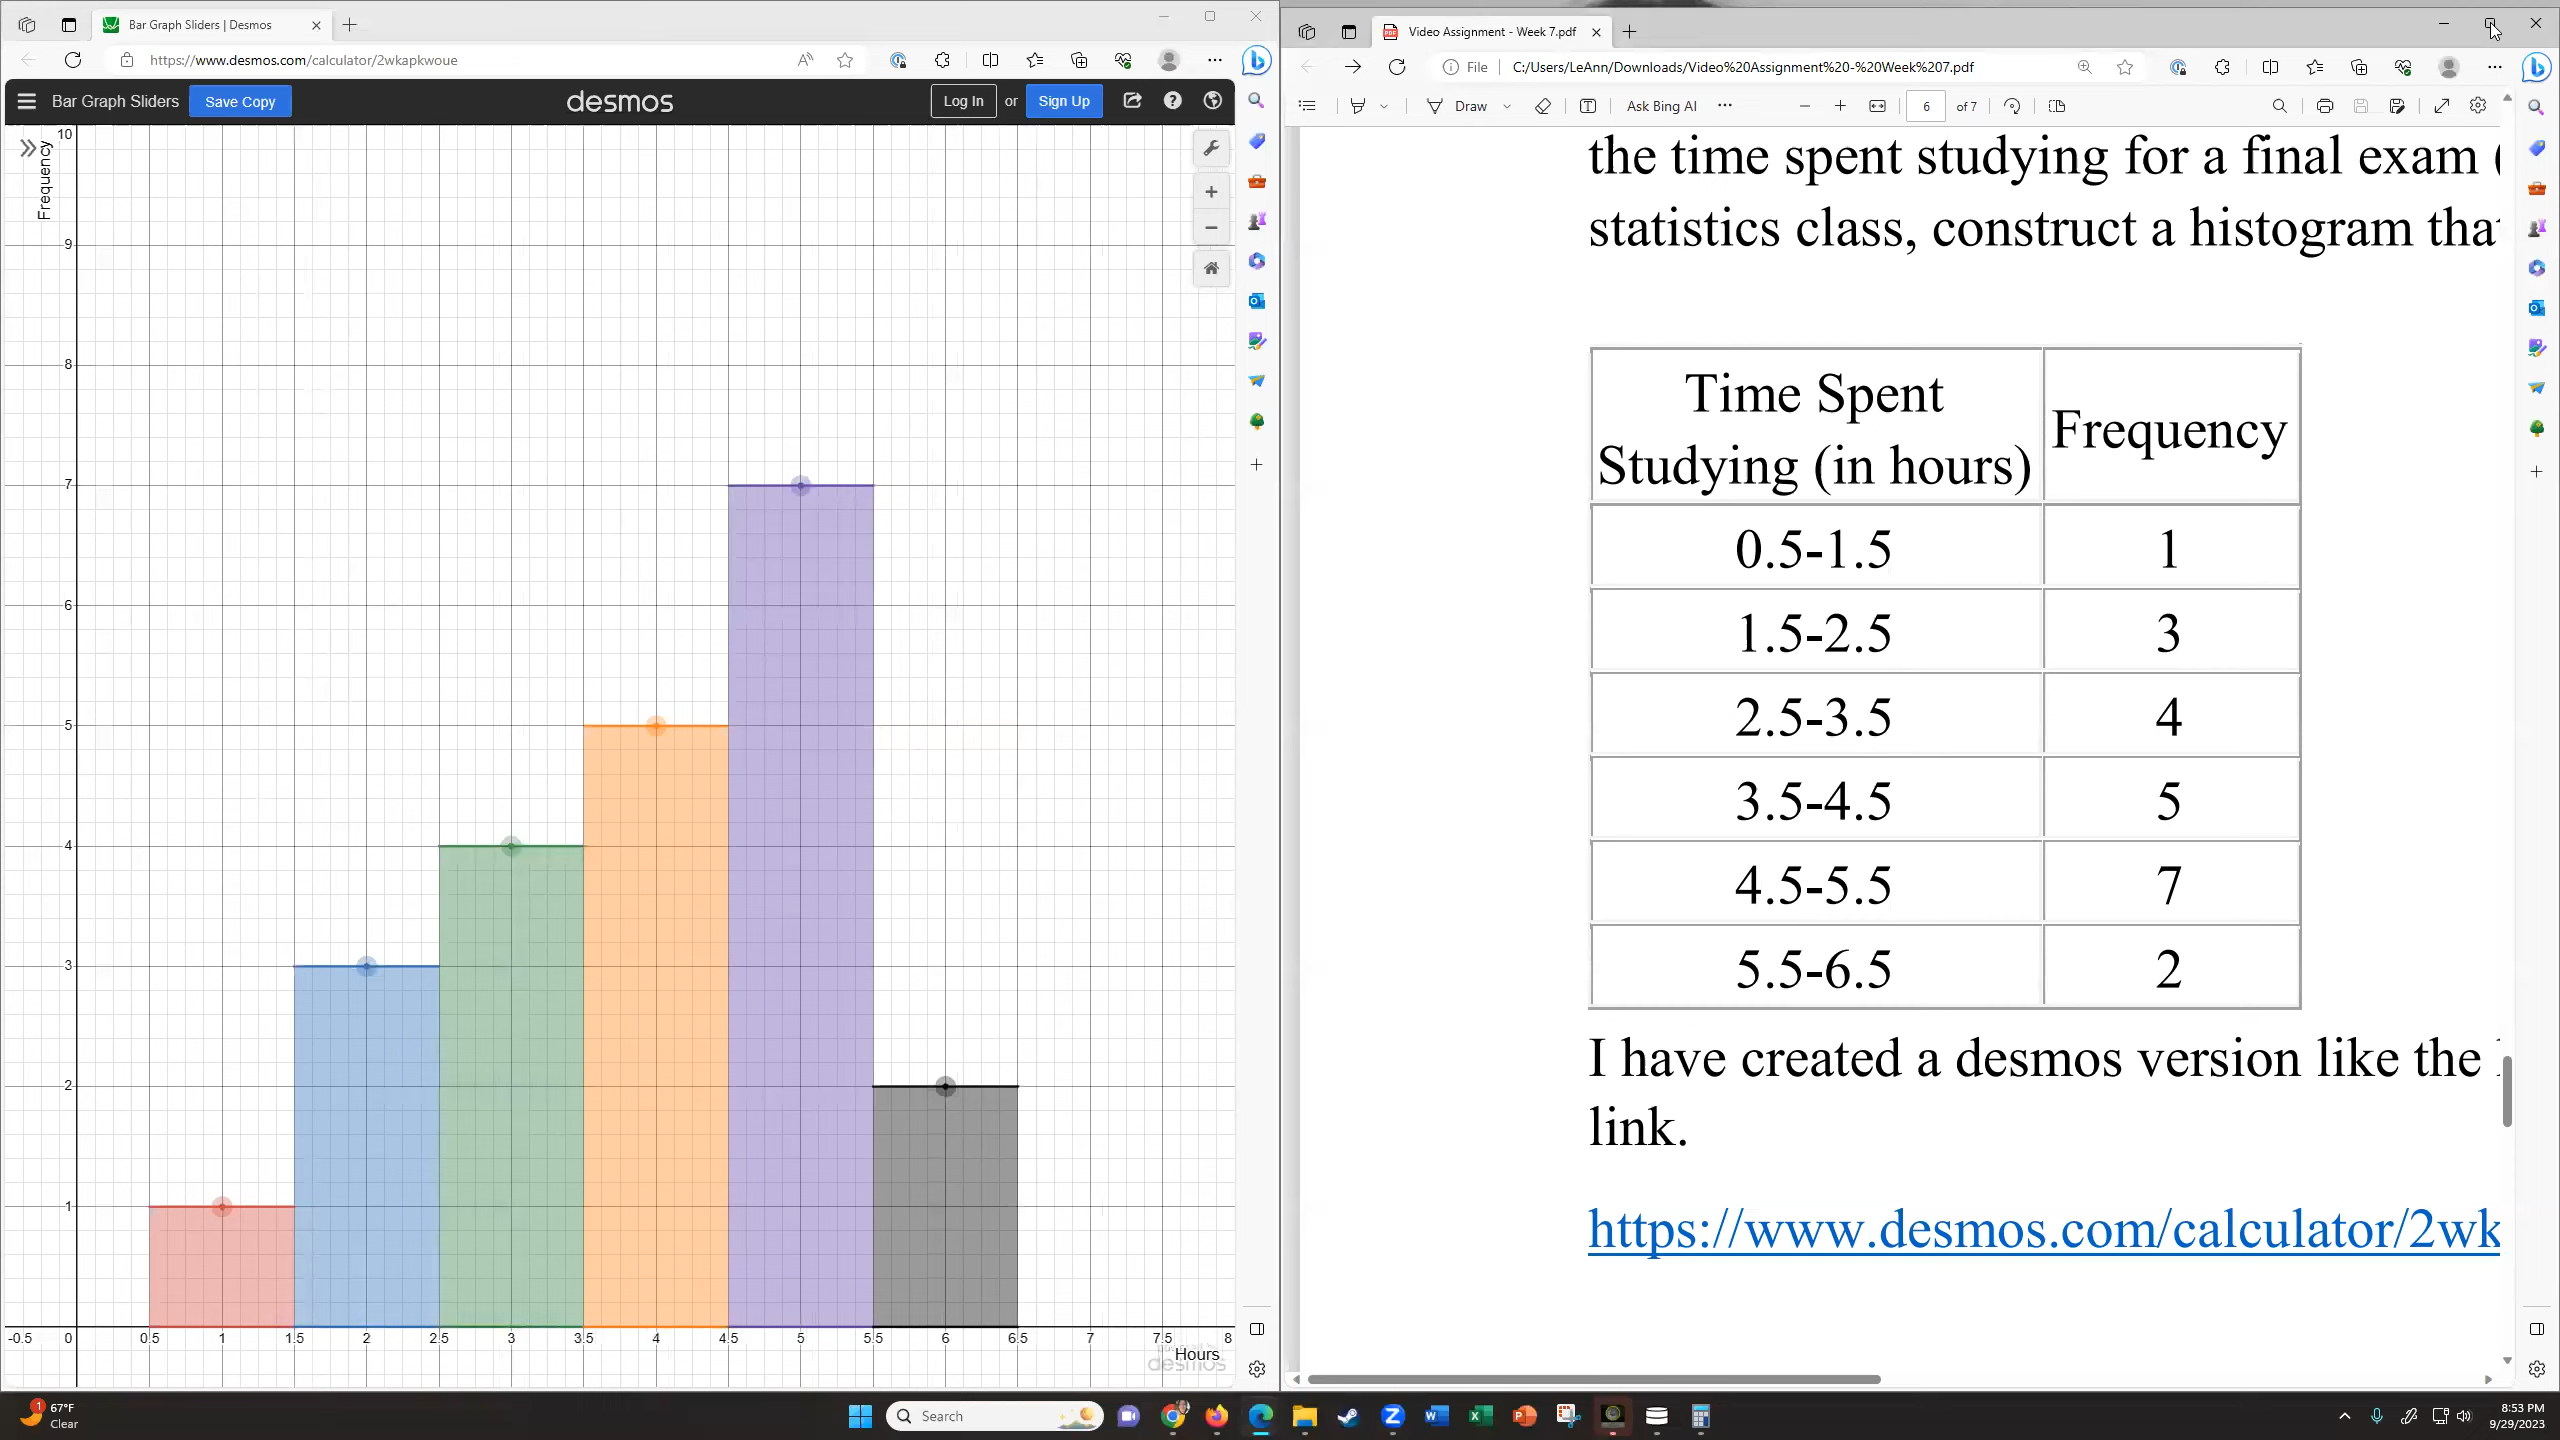 Bar Graph Sliders | Desmos
https://www.desmos.com/calculator/2wkapkwoue
Bar Graph Sliders
Save Copy
desmos
Log In or Sign Up
Frequency
10
9
8
7
6
5
4
3
2
1
-0.5 0 0.5 1 1.5 2 2.5 3 3.5 4 4.5 5 5.5 6 6.5 7 7.5 8
Hours
desmos
Video Assignment - Week 7.pdf
File C:/Users/LeAnn/Downloads/Video%20Assignment%20-%20Week%207.pdf
Draw
Ask Bing AI
6 of 7
the time spent studying for a final exam (
statistics class, construct a histogram that
Time Spent
Studying (in hours) Frequency
0.5-1.5 1
1.5-2.5 3
2.5-3.5 4
3.5-4.5 5
4.5-5.5 7
5.5-6.5 2
I have created a desmos version like the
link.
https://www.desmos.com/calculator/2wk
1
67°F
Clear
Search
8:53 PM
9/29/2023